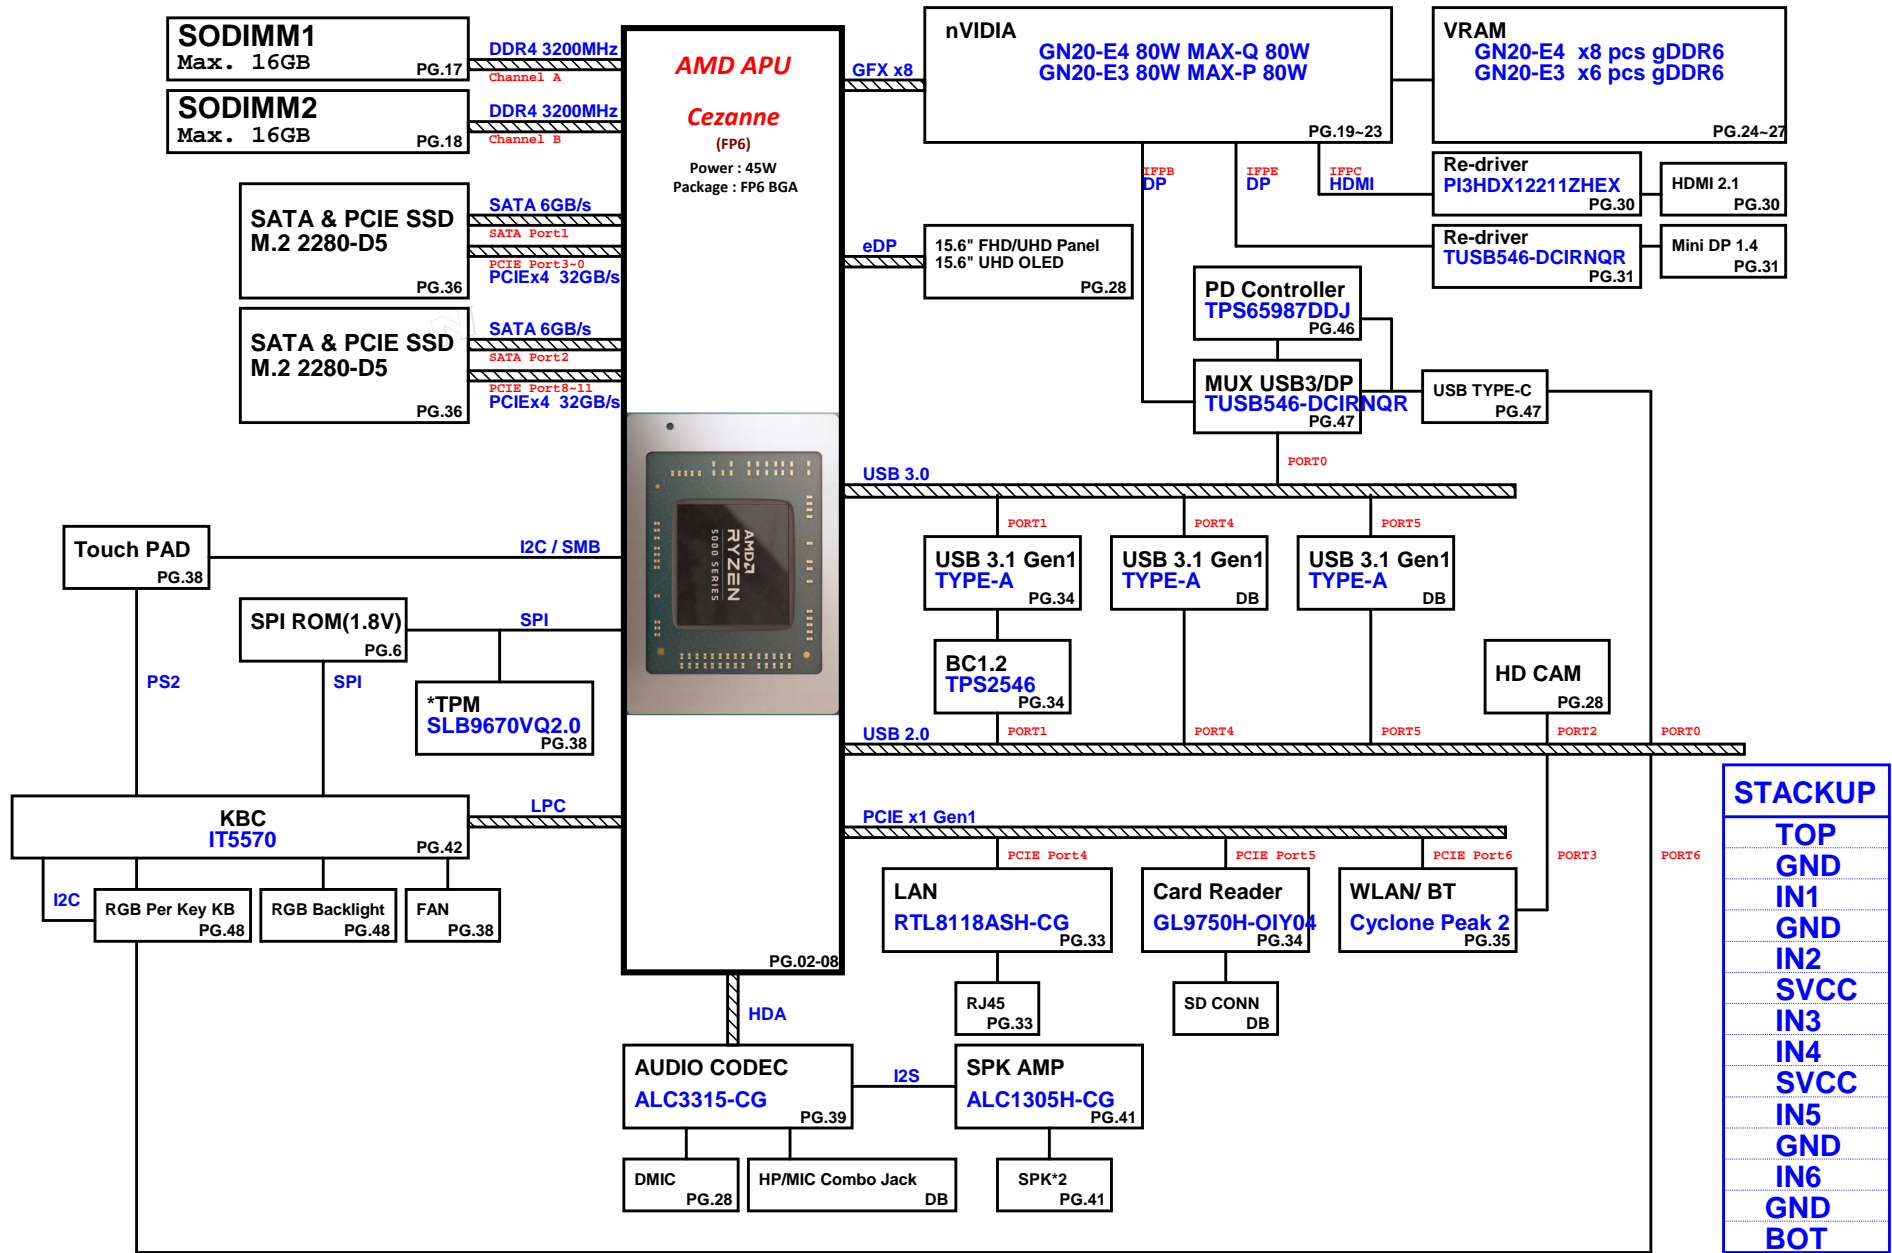 SODIMM1
Max. 16GB
PG.17
DDR4 3200MHz
Channel A
SODIMM2
Max. 16GB
PG.18
DDR4 3200MHz
Channel B
SATA & PCIE SSD
M.2 2280-D5
PG.36
SATA 6GB/s
SATA Port1
PCIE Port3~0
PCIEx4 32GB/s
SATA & PCIE SSD
M.2 2280-D5
PG.36
SATA 6GB/s
SATA Port2
PCIE Port8~11
PCIEx4 32GB/s
AMD APU
Cezanne
(FP6)
Power : 45W
Package : FP6 BGA
AMD
RYZEN
5000 SERIES
PG.02-08
GFX x8
nVIDIA
GN20-E4 80W MAX-Q 80W
GN20-E3 80W MAX-P 80W
PG.19~23
VRAM
GN20-E4 x8 pcs gDDR6
GN20-E3 x6 pcs gDDR6
PG.24~27
IFPB
DP
IFPE
DP
IFPC
HDMI
Re-driver
PI3HDX12211ZHEX
PG.30
HDMI 2.1
PG.30
Re-driver
TUSB546-DCIRNQR
PG.31
Mini DP 1.4
PG.31
eDP
15.6" FHD/UHD Panel
15.6" UHD OLED
PG.28
PD Controller
TPS65987DDJ
PG.46
MUX USB3/DP
TUSB546-DCIRNQR
PG.47
USB TYPE-C
PG.47
PORT0
USB 3.0
PORT1
PORT4
PORT5
USB 3.1 Gen1
TYPE-A
PG.34
USB 3.1 Gen1
TYPE-A
DB
USB 3.1 Gen1
TYPE-A
DB
BC1.2
TPS2546
PG.34
HD CAM
PG.28
USB 2.0
PORT1
PORT4
PORT5
PORT2
PORT0
Touch PAD
PG.38
I2C / SMB
SPI ROM(1.8V)
PG.6
SPI
PS2
SPI
*TPM
SLB9670VQ2.0
PG.38
KBC
IT5570
PG.42
LPC
I2C
RGB Per Key KB
PG.48
RGB Backlight
PG.48
FAN
PG.38
PCIE x1 Gen1
PCIE Port4
PCIE Port5
PCIE Port6
PORT3
PORT6
LAN
RTL8118ASH-CG
PG.33
Card Reader
GL9750H-OIY04
PG.34
WLAN/ BT
Cyclone Peak 2
PG.35
RJ45
PG.33
SD CONN
DB
HDA
AUDIO CODEC
ALC3315-CG
PG.39
I2S
SPK AMP
ALC1305H-CG
PG.41
DMIC
PG.28
HP/MIC Combo Jack
DB
SPK*2
PG.41
STACKUP
TOP
GND
IN1
GND
IN2
SVCC
IN3
IN4
SVCC
IN5
GND
IN6
GND
BOT